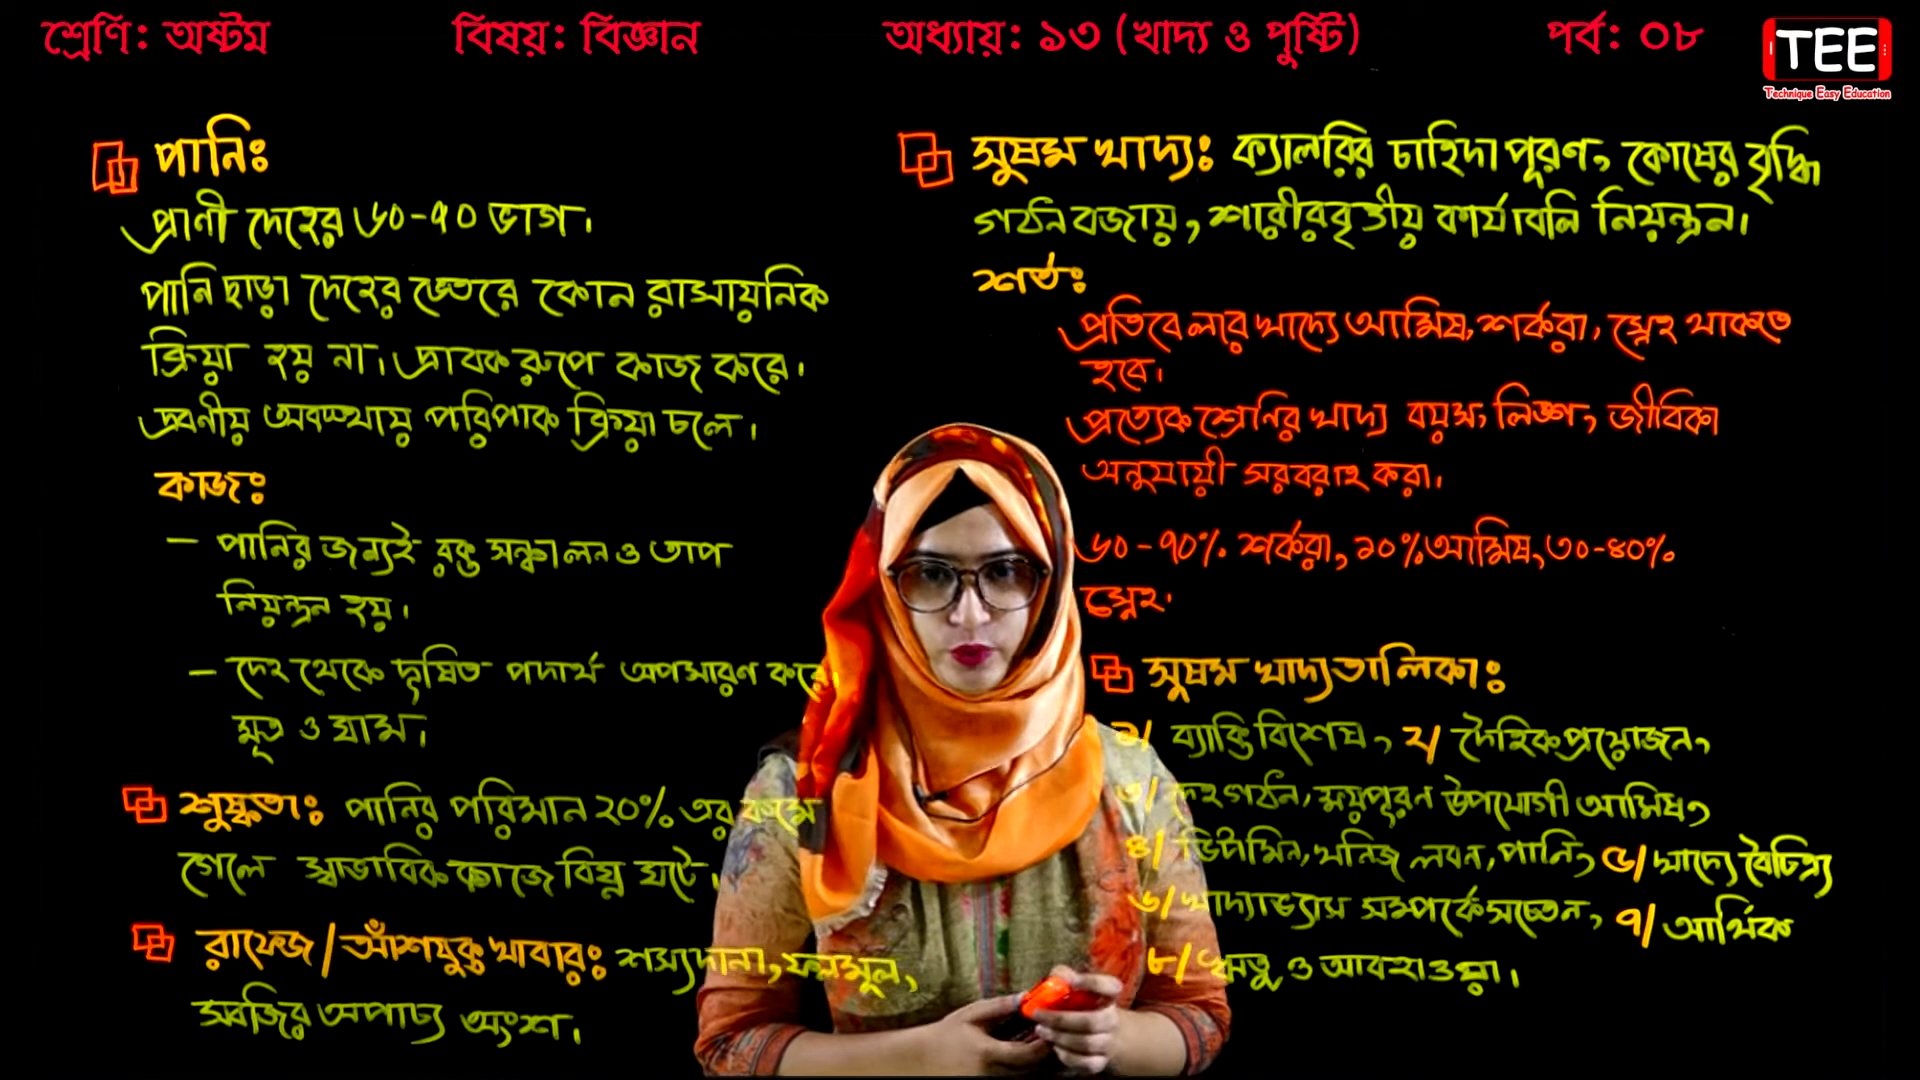 শ্রেণি: অষ্টম
বিষয়: বিজ্ঞান
অধ্যায়: ১৩ (খাদ্য ও পুষ্টি)
পর্ব: ০৮
TEE
Technique Easy Education
পানিঃ
প্রাণী দেহের ৬০-৭০ ভাগ।
পানি ছাড়া দেহের ভেতরে কোন রাসায়নিক
ক্রিয়া হয় না। দ্রাবক রূপে কাজ করে।
দ্রবণীয় অবস্থায় পরিপাক ক্রিয়া চলে।
কাজঃ
– পানির জন্যই রক্ত সঞ্চালন ও তাপ
নিয়ন্ত্রন হয়।
– দেহ থেকে দূষিত পদার্থ অপসারণ করে।
মূত্র ও ঘাম।
শুষ্কতাঃ পানির পরিমান ২০% এর কমে
গেলে স্বাভাবিক কাজে বিঘ্ন ঘটে।
রাফেজ / আঁশযুক্ত খাবারঃ শস্যদানা, ফলমূল,
সবজির অপাচ্য অংশ।
সুষম খাদ্যঃ ক্যালরির চাহিদা পূরণ, কোষের বৃদ্ধি
গঠন বজায়, শারীরবৃত্তীয় কার্যাবলি নিয়ন্ত্রন।
শর্তঃ
প্রতিবেলার খাদ্যে আমিষ, শর্করা, স্নেহ থাকতে
হবে।
প্রত্যেক শ্রেনির খাদ্য বয়স, লিঙ্গ, জীবিকা
অনুযায়ী সরবরাহ করা।
৬০-৭০% শর্করা, ১০% আমিষ, ৩০-৪০%
স্নেহ।
সুষম খাদ্যতালিকাঃ
১/ ব্যাক্তি বিশেষ, ২/ দৈহিক প্রয়োজন,
৩/ দেহ গঠন, ক্ষয়পূরণ উপযোগী আমিষ,
৪/ ভিটামিন, খনিজ লবন, পানি, ৫/ খাদ্যে বৈচিত্র্য
৬/ খাদ্যাভ্যাস সম্পর্কে সচেতন, ৭/ আর্থিক
৮/ ঋতু ও আবহাওয়া।